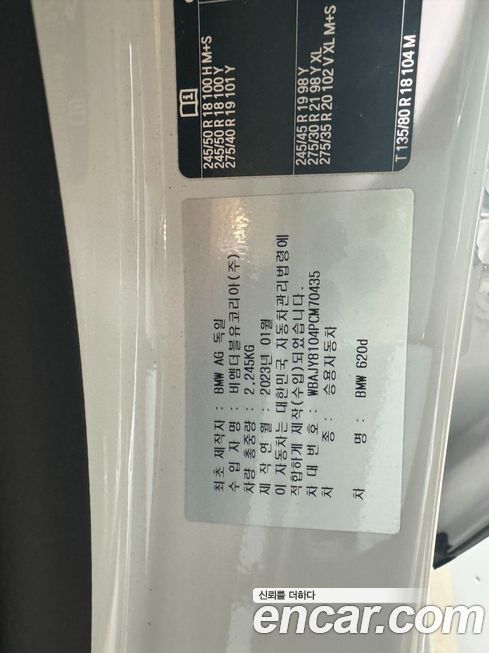 245/50 R 18 100 H M+S
245/50 R 18 100 Y
275/40 R 19 101 Y
245/45 R 19 98 Y
275/30 R 21 98 Y XL
275/35 R 20 102 V XL M+S
T 135/80 R 18 104 M
최초 제작자 : BMW AG 독일
수입 자명 : 비엠더블유코리아(주)
차량 총중량 : 2,245KG
제작 연월 : 2023년 01월
이 자동차는 대한민국 자동차관리법령에
적합하게 제작(수입)되었습니다.
차 대 번 호 : WBAJY8104PCM70435
차 종 : 승용자동차
차 명 : BMW 620d
신뢰를 더하다
encar.com